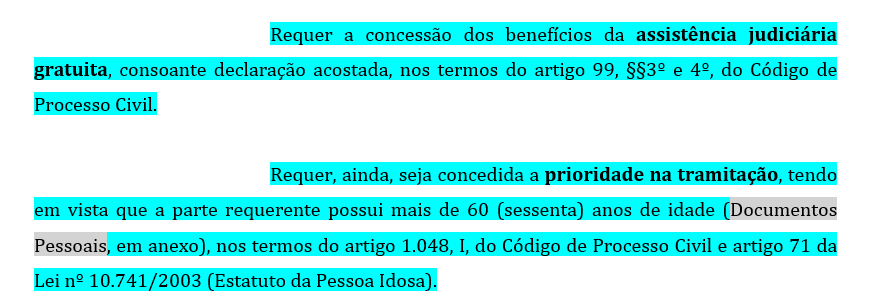 Requer a concessão dos benefícios da assistência judiciária
gratuita, consoante declaração acostada, nos termos do artigo 99, §§3º e 4º, do Código de
Processo Civil.
Requer, ainda, seja concedida a prioridade na tramitação, tendo
em vista que a parte requerente possui mais de 60 (sessenta) anos de idade (Documentos
Pessoais, em anexo), nos termos do artigo 1.048, I, do Código de Processo Civil e artigo 71 da
Lei nº 10.741/2003 (Estatuto da Pessoa Idosa).